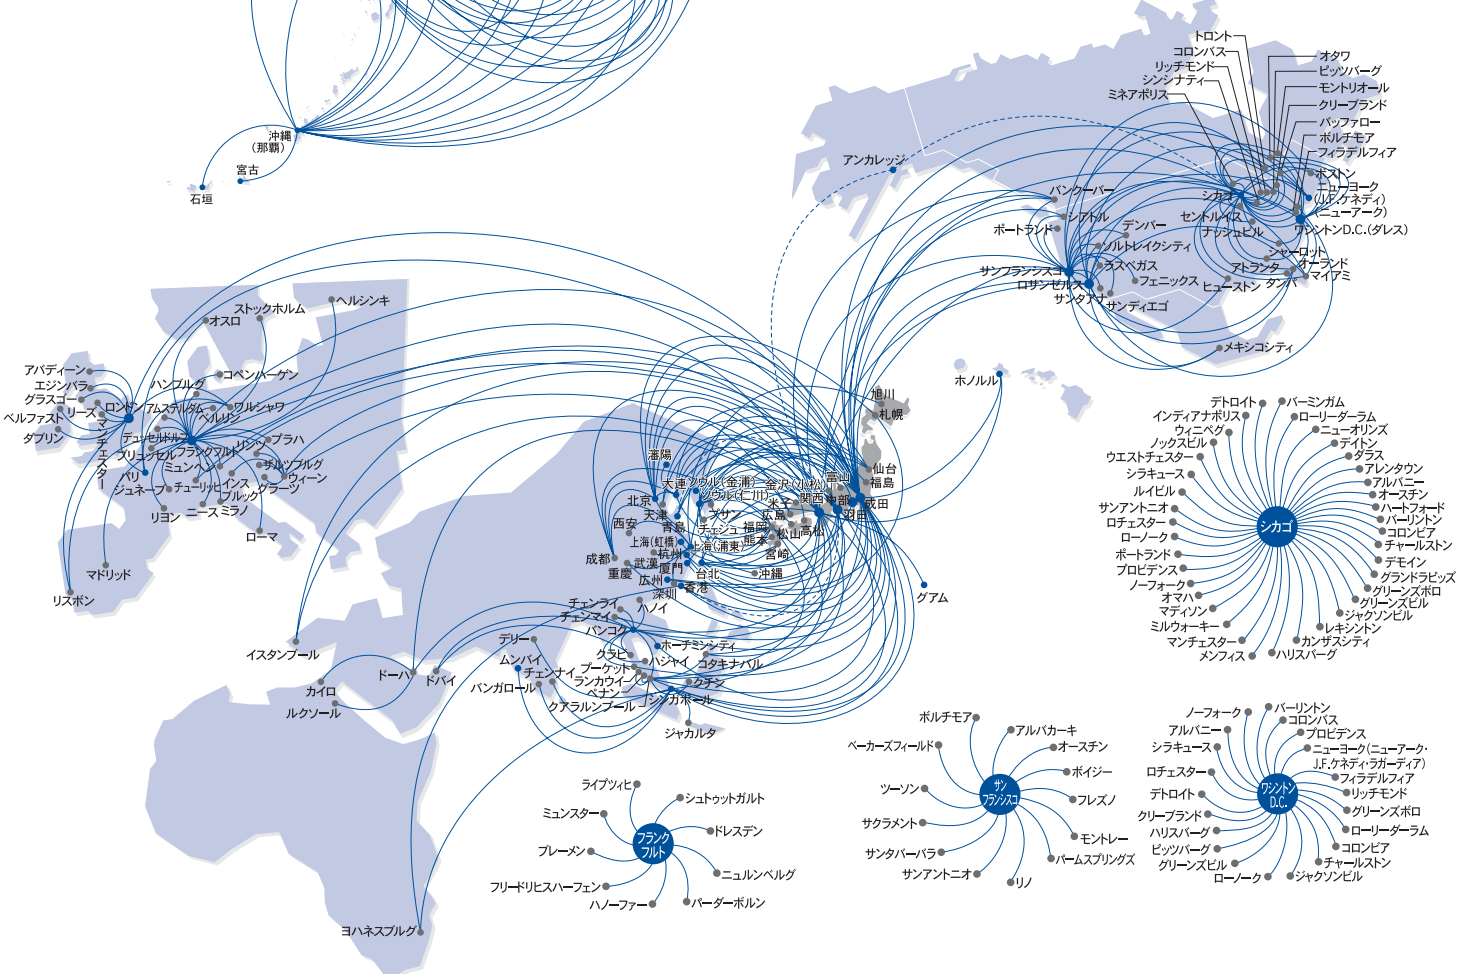 沖縄
（那覇）
宮古
石垣
トロント
コロンバス
リッチモンド
シンシナティ
ミネアポリス
オタワ
ピッツバーグ
モントリオール
クリーブランド
バッファロー
ボルチモア
フィラデルフィア
ボストン
ニューヨーク
(J.F.ケネディ)
(ニューアーク)
ワシントンD.C.(ダレス)
アンカレッジ
バンクーバー
シアトル
ポートランド
デンバー
ソルトレイクシティ
サンフランシスコ
ラスベガス
ロサンゼルス
フェニックス
サンタアナ
サンディエゴ
シカゴ
セントルイス
ナッシュビル
シャーロット
アトランタ
オーランド
ヒューストン
タンパ
マイアミ
メキシコシティ
ホノルル
グアム
ヘルシンキ
ストックホルム
オスロ
コペンハーゲン
アバディーン
エジンバラ
グラスゴー
ベルファスト
リーズ
ダブリン
マンチェスター
ロンドン
ハンブルグ
アムステルダム
ワルシャワ
ベルリン
デュッセルドルフ
ブリュッセル
フランクフルト
リンツ
プラハ
ミュンヘン
ザルツブルグ
ウィーン
パリ
ジュネーブ
チューリッヒ
インスブルック
グラーツ
リヨン
ニース
ミラノ
ローマ
マドリッド
リスボン
イスタンブール
カイロ
ルクソール
ドーハ
ドバイ
ヨハネスブルグ
瀋陽
大連
ソウル(金浦)
ソウル(仁川)
北京
天津
プサン
西安
青島
チェジュ
上海(虹橋)
上海(浦東)
杭州
成都
武漢
重慶
厦門
広州
台北
深圳
香港
旭川
札幌
仙台
福島
富山
金沢(小松)
米子
関西
中部
成田
羽田
広島
福岡
松山
高松
熊本
宮崎
沖縄
チェンライ
ハノイ
チェンマイ
バンコク
デリー
ムンバイ
チェンナイ
バンガロール
ホーチミンシティ
クラビ
ハジャイ
コタキナバル
プーケット
ランカウイ
ペナン
クチン
クアラルンプール
シンガポール
ジャカルタ
デトロイト
バーミンガム
インディアナポリス
ローリーダーラム
ウィニペグ
ニューオリンズ
ノックスビル
デイトン
ウエストチェスター
ダラス
シラキュース
アレンタウン
アルバニー
ルイビル
オースチン
サンアントニオ
ハートフォード
ロチェスター
バーリントン
ローノーク
コロンビア
チャールストン
ポートランド
デモイン
プロビデンス
グランドラピッズ
ノーフォーク
グリーンズボロ
オマハ
グリーンズビル
マディソン
ジャクソンビル
ミルウォーキー
レキシントン
マンチェスター
カンザスシティ
メンフィス
ハリスバーグ
シカゴ
ライプツィヒ
シュトゥットガルト
ミュンスター
ドレスデン
ブレーメン
ニュルンベルグ
フリードリヒスハーフェン
ハノーファー
パーダーボルン
フランク
フルト
ボルチモア
アルバカーキ
ベーカーズフィールド
オースチン
ボイジー
ツーソン
フレズノ
サクラメント
モントレー
サンタバーバラ
パームスプリングズ
サンアントニオ
リノ
サン
フランシスコ
ノーフォーク
バーリントン
コロンバス
アルバニー
プロビデンス
シラキュース
ニューヨーク(ニューアーク・
J.F.ケネディ・ラガーディア)
ロチェスター
フィラデルフィア
デトロイト
リッチモンド
クリーブランド
グリーンズボロ
ハリスバーグ
ローリーダーラム
ピッツバーグ
コロンビア
グリーンズビル
チャールストン
ローノーク
ジャクソンビル
ワシントン
D.C.